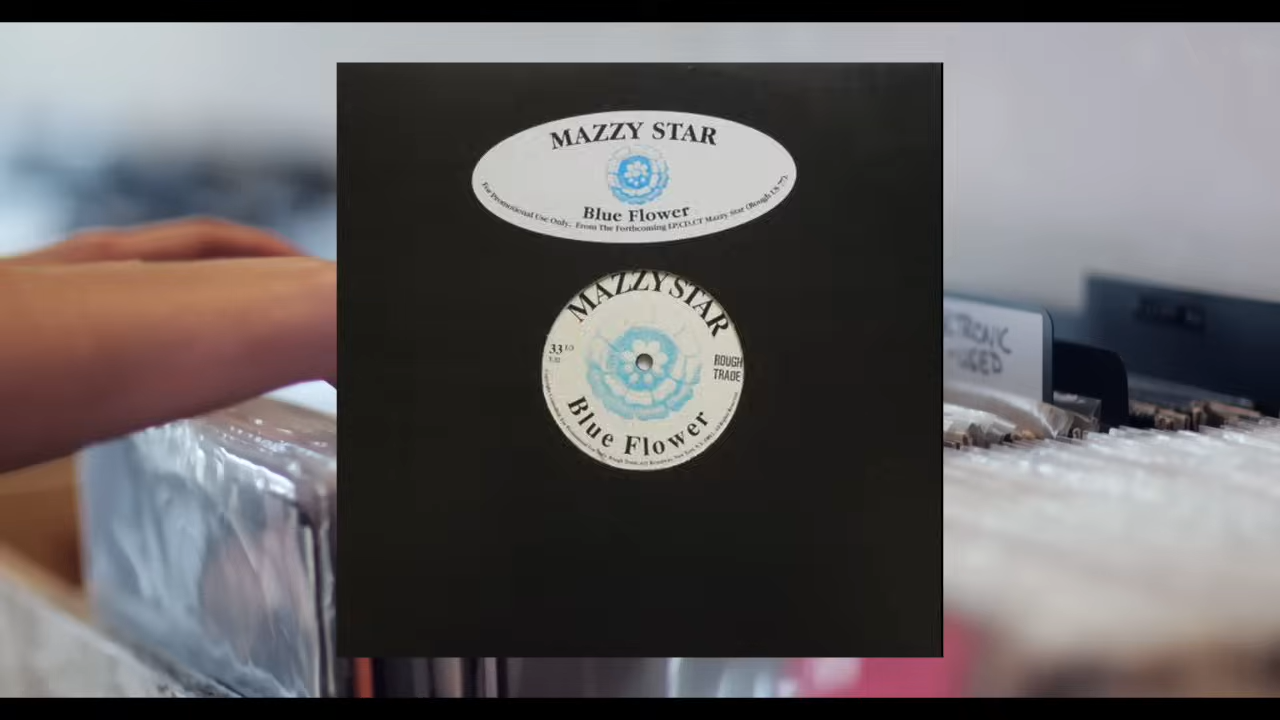 MAZZY STAR
Blue Flower
For Promotional Use Only. From The Forthcoming LP,CD,CT Mazzy Star (Rough US 77).
MAZZY STAR
33 1/3
ROUGH
TRADE
Blue Flower
TRONIC